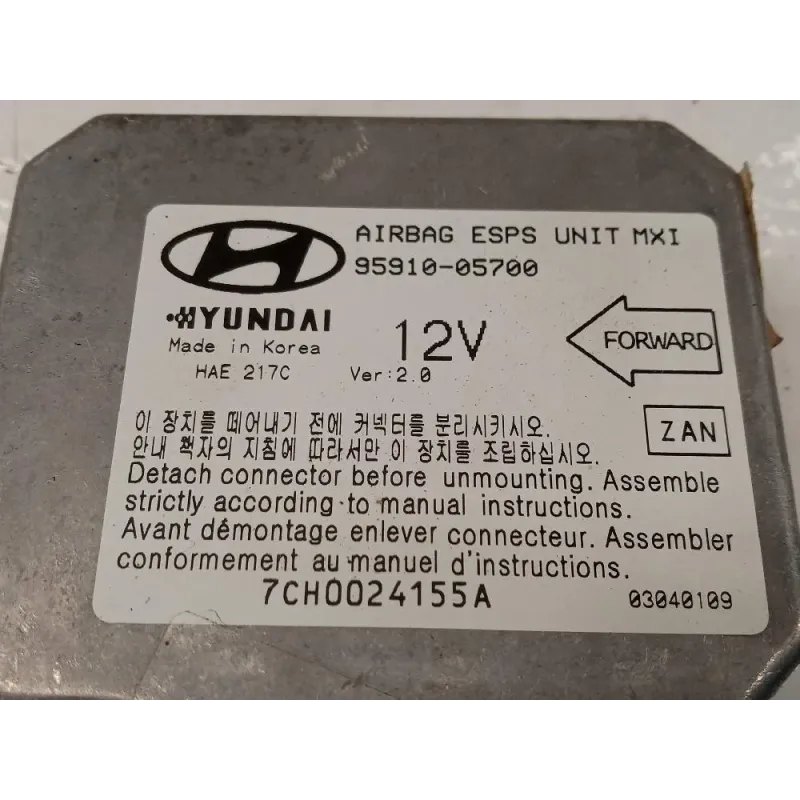 AIRBAG ESPS UNIT MXI
95910-05700
HYUNDAI
Made in Korea
12V
FORWARD
HAE 217C
Ver:2.0
이 장치를 떼어내기 전에 커넥터를 분리시키시오.
안내 책자의 지침에 따라서만 이 장치를 조립하십시오.
ZAN
Detach connector before unmounting. Assemble
strictly according to manual instructions.
Avant démontage enlever connecteur. Assembler
conformement au manuel d'instructions.
7CH0024155A
03040109